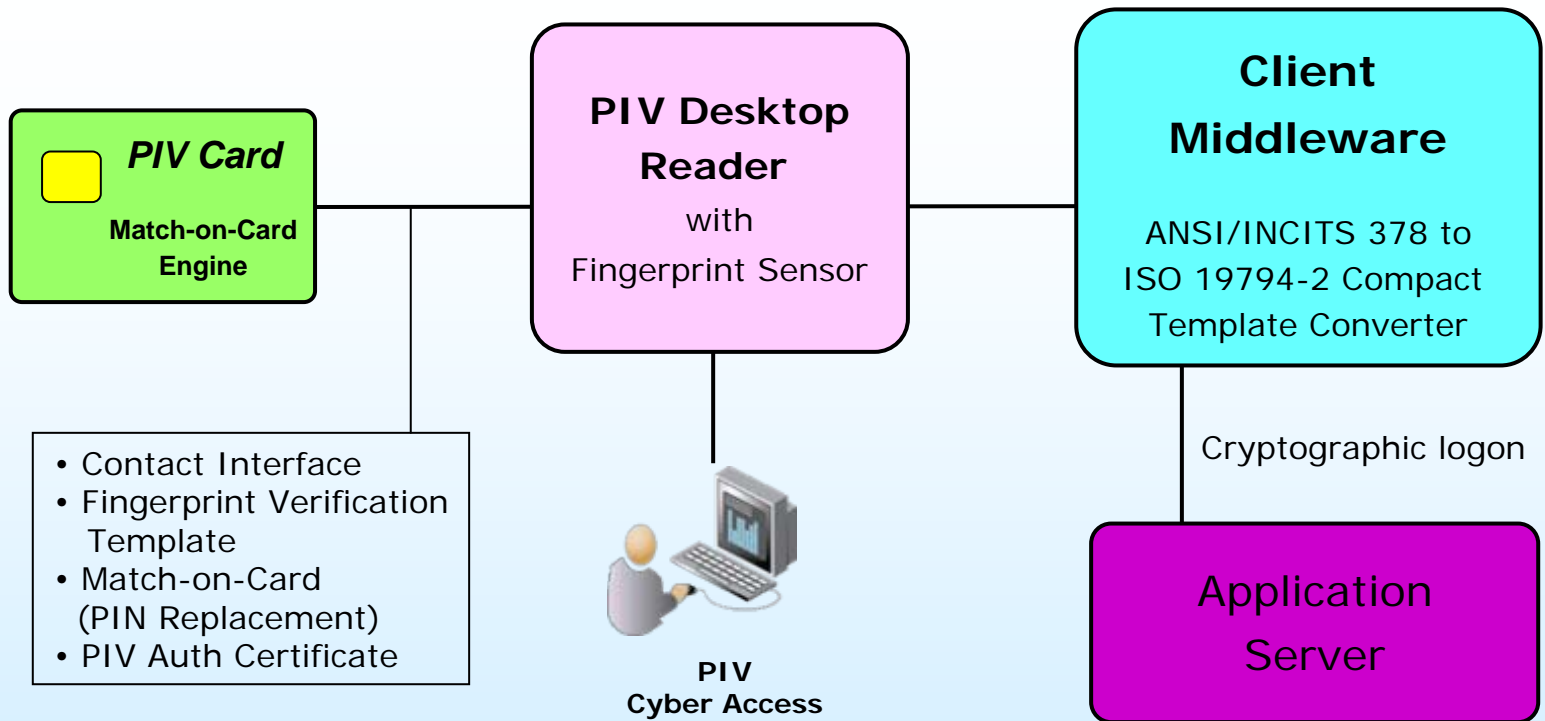 PIV Card
Match-on-Card
Engine
PIV Desktop
Reader
with
Fingerprint Sensor
Client
Middleware
ANSI/INCITS 378 to
ISO 19794-2 Compact
Template Converter
• Contact Interface
• Fingerprint Verification
Template
• Match-on-Card
(PIN Replacement)
• PIV Auth Certificate
PIV
Cyber Access
Cryptographic logon
Application
Server